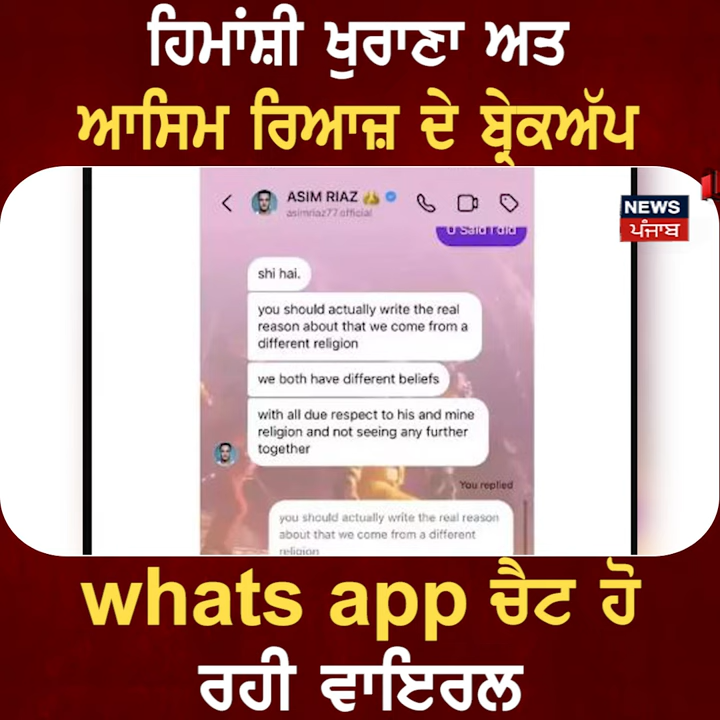 ਹਿਮਾਂਸ਼ੀ ਖੁਰਾਣਾ ਅਤ
ਆਸਿਮ ਰਿਆਜ਼ ਦੇ ਬ੍ਰੇਕਅੱਪ
ASIM RIAZ
asimriaz77.official
NEWS
ਪੰਜਾਬ
U Said I did
shi hai.
you should actually write the real
reason about that we come from a
different religion
we both have different beliefs
with all due respect to his and mine
religion and not seeing any further
together
You replied
you should actually write the real reason
about that we come from a different
religion
whats app ਚੈਟ ਹੋ
ਰਹੀ ਵਾਇਰਲ